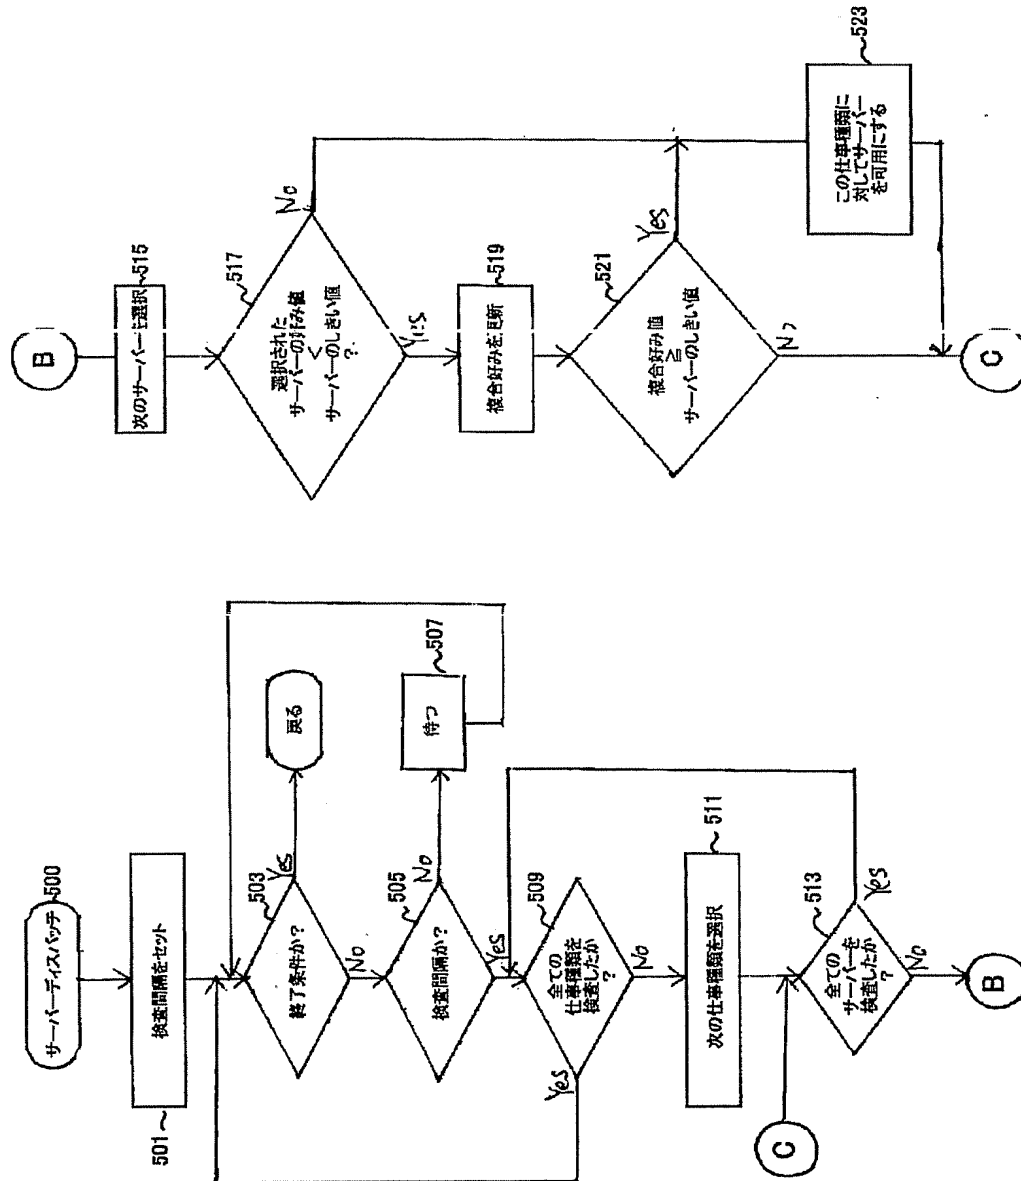 サーバーディスパッチ
500
検査間隔をセット
501
終了条件か?
503
Yes
No
戻る
検査間隔か?
505
No
Yes
待つ
507
全ての
仕事種類を
検査したか
?
509
Yes
No
次の仕事種類を選択
511
C
全ての
サーバーを
検査したか
?
513
Yes
No
B
B
次のサーバーを選択
515
選択された
サーバーの好み値
<
サーバーのしきい値
?
517
No
Yes
複合好みを更新
519
複合好み値
≧
サーバーのしきい値
521
Yes
No
この仕事種類に
対してサーバー
を可用にする
523
C